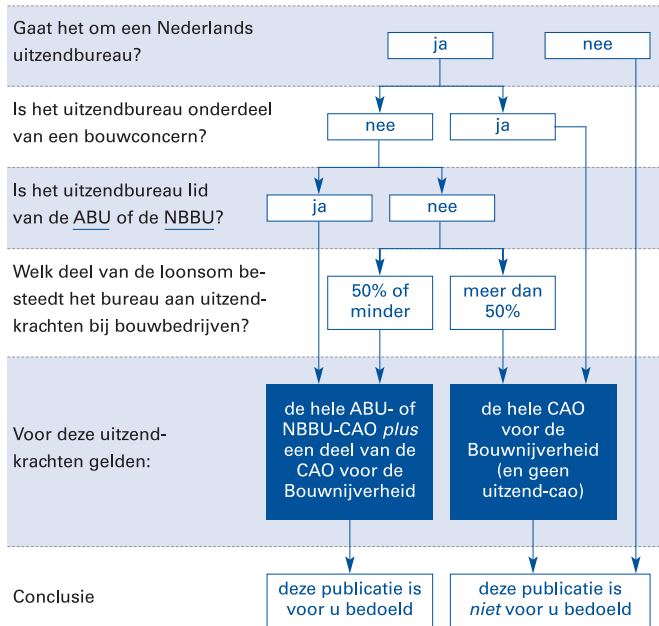 Gaat het om een Nederlands
uitzendbureau?
ja
nee
Is het uitzendbureau onderdeel
van een bouwconcern?
nee
ja
Is het uitzendbureau lid
van de ABU of de NBBU?
ja
nee
Welk deel van de loonsom be-
steedt het bureau aan uitzend-
krachten bij bouwbedrijven?
50% of
minder
meer dan
50%
Voor deze uitzend-
krachten gelden:
de hele ABU- of
NBBU-CAO plus
een deel van de
CAO voor de
Bouwnijverheid
de hele CAO
voor de
Bouwnijverheid
(en geen
uitzend-cao)
Conclusie
deze publicatie is
voor u bedoeld
deze publicatie is
niet voor u bedoeld